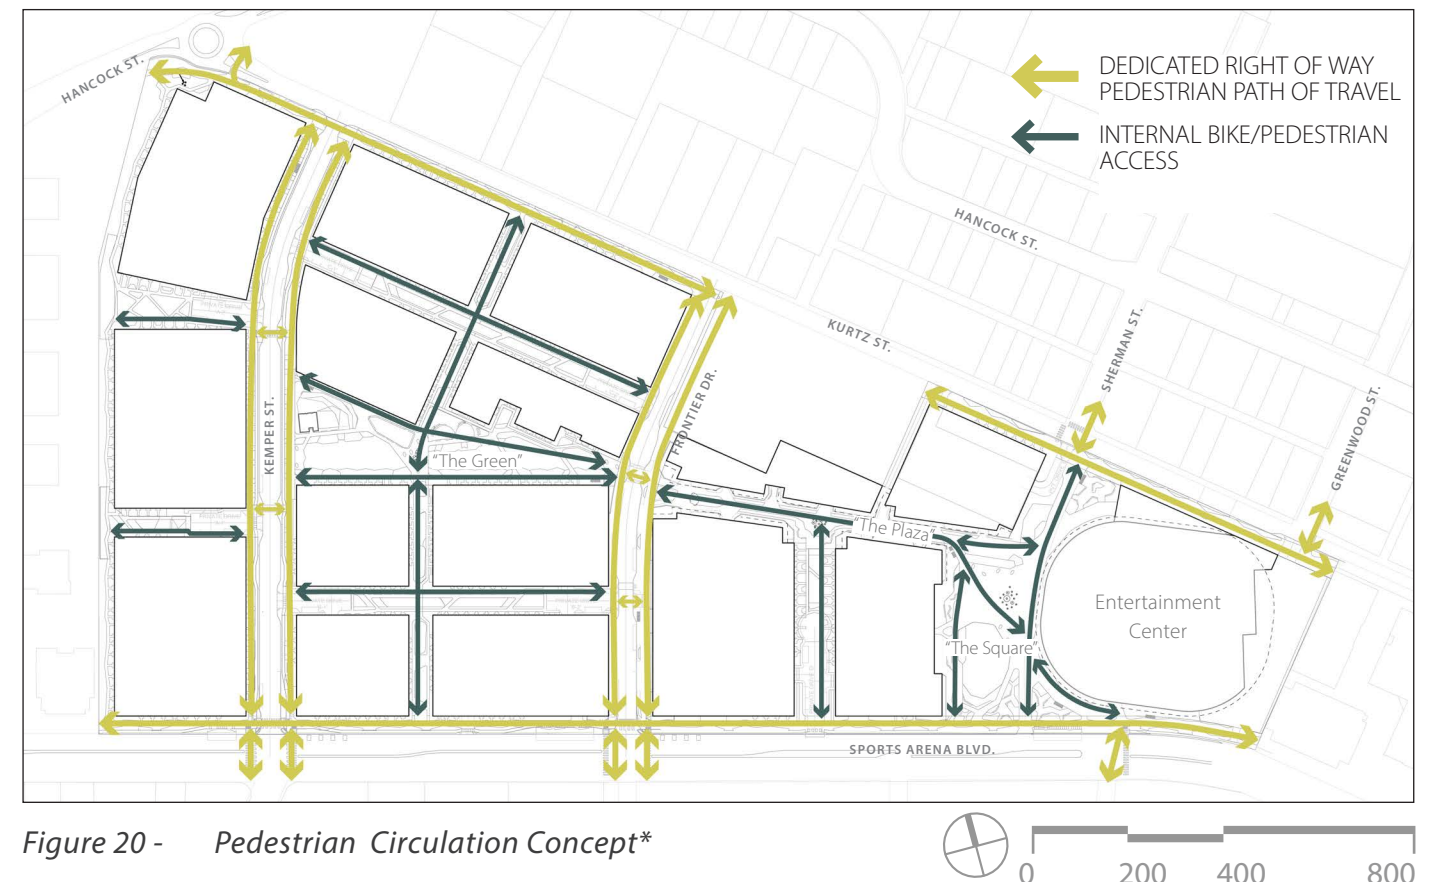 HANCOCK ST.
DEDICATED RIGHT OF WAY
PEDESTRIAN PATH OF TRAVEL
INTERNAL BIKE/PEDESTRIAN
ACCESS
HANCOCK ST.
KURTZ ST.
SHERMAN ST.
GREENWOOD ST.
FRONTIER DR.
KEMPER ST.
"The Green"
"The Plaza"
Entertainment
Center
"The Square"
SPORTS ARENA BLVD.
Figure 20 - Pedestrian Circulation Concept*
0 200 400 800